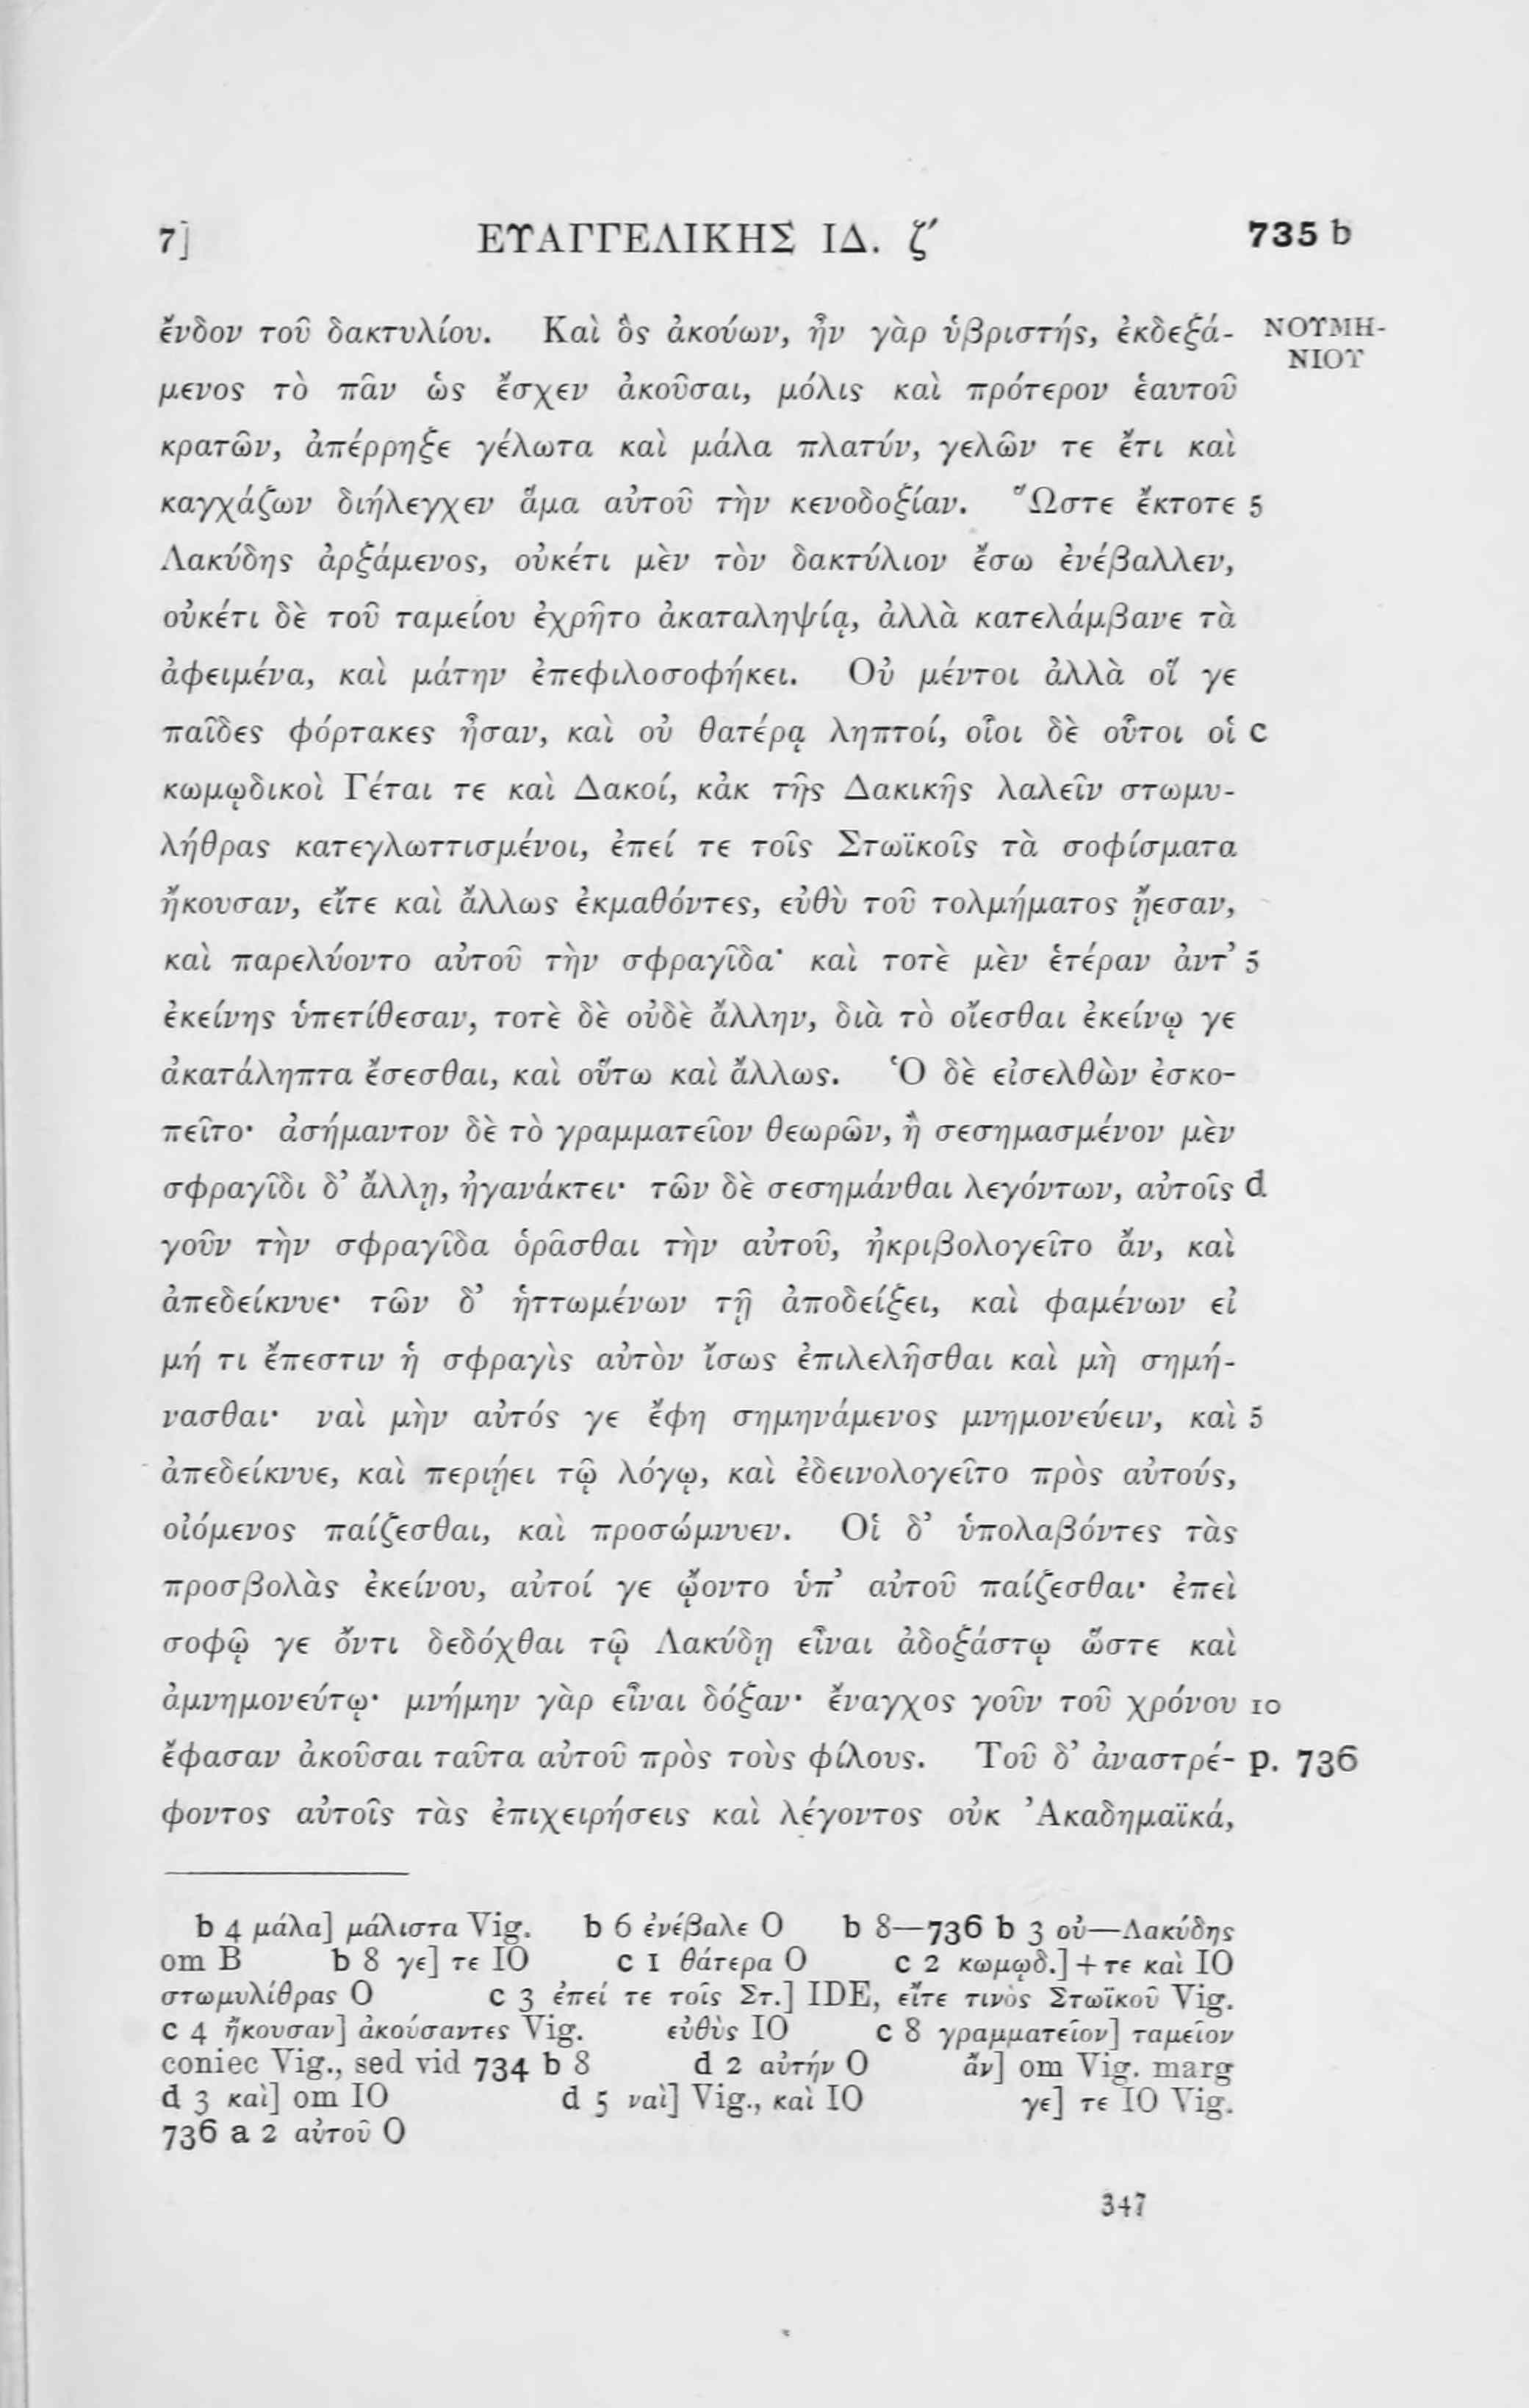 7] ΕΥΑΓΓΕΛΙΚΗΣ ΙΔ. ζ′ 735 b
ἔνδον τοῦ δακτυλίου. Καὶ ὃς ἀκούων, ἦν γὰρ ὑβριστής, ἐκδεξά- ΝΟΥΜΗ-
ΝΙΟΥ
μενος τὸ πᾶν ὡς ἔσχεν ἀκοῦσαι, μόλις καὶ πρότερον ἑαυτοῦ
κρατῶν, ἀπέρρηξε γέλωτα καὶ μάλα πλατύν, γελῶν τε ἔτι καὶ
καγχάζων διήλεγχεν ἅμα αὐτοῦ τὴν κενοδοξίαν. Ὥστε ἔκτοτε 5
Λακύδης ἀρξάμενος, οὐκέτι μὲν τὸν δακτύλιον ἔσω ἐνέβαλλεν,
οὐκέτι δὲ τοῦ ταμείου ἐχρῆτο ἀκαταληψίᾳ, ἀλλὰ κατελάμβανε τὰ
ἀφειμένα, καὶ μάτην ἐπεφιλοσοφήκει. Οὐ μέντοι ἀλλὰ οἵ γε
παῖδες φόρτακες ἦσαν, καὶ οὐ θατέρᾳ ληπτοί, οἷοι δὲ οὗτοι οἱ c
κωμῳδικοὶ Γέται τε καὶ Δακοί, κἀκ τῆς Δακικῆς λαλεῖν στωμυ-
λήθρας κατεγλωττισμένοι, ἐπεί τε τοῖς Στωϊκοῖς τὰ σοφίσματα
ἤκουσαν, εἴτε καὶ ἄλλως ἐκμαθόντες, εὐθὺ τοῦ τολμήματος ᾔεσαν,
καὶ παρελύοντο αὐτοῦ τὴν σφραγῖδα· καὶ τοτὲ μὲν ἑτέραν ἀντ’ 5
ἐκείνης ὑπετίθεσαν, τοτὲ δὲ οὐδὲ ἄλλην, διὰ τὸ οἴεσθαι ἐκείνῳ γε
ἀκατάληπτα ἔσεσθαι, καὶ οὕτω καὶ ἄλλως. Ὁ δὲ εἰσελθὼν ἐσκο-
πεῖτο· ἀσήμαντον δὲ τὸ γραμματεῖον θεωρῶν, ἢ σεσημασμένον μὲν
σφραγῖδι δ’ ἄλλῃ, ἠγανάκτει· τῶν δὲ σεσημάνθαι λεγόντων, αὐτοῖς d
γοῦν τὴν σφραγῖδα ὁρᾶσθαι τὴν αὐτοῦ, ἠκριβολογεῖτο ἄν, καὶ
ἀπεδείκνυε· τῶν δ’ ἡττωμένων τῇ ἀποδείξει, καὶ φαμένων εἰ
μή τι ἔπεστιν ἡ σφραγὶς αὐτὸν ἴσως ἐπιλελῆσθαι καὶ μὴ σημή-
νασθαι· ναὶ μὴν αὐτός γε ἔφη σημηνάμενος μνημονεύειν, καὶ 5
ἀπεδείκνυε, καὶ περιῄει τῷ λόγῳ, καὶ ἐδεινολογεῖτο πρὸς αὐτούς,
οἰόμενος παίζεσθαι, καὶ προσώμνυεν. Οἱ δ’ ὑπολαβόντες τὰς
προσβολὰς ἐκείνου, αὐτοί γε ᾤοντο ὑπ’ αὐτοῦ παίζεσθαι· ἐπεὶ
σοφῷ γε ὄντι δεδόχθαι τῷ Λακύδῃ εἶναι ἀδοξάστῳ ὥστε καὶ
ἀμνημονεύτῳ· μνήμην γὰρ εἶναι δόξαν· ἔναγχος γοῦν τοῦ χρόνου 10
ἔφασαν ἀκοῦσαι ταῦτα αὐτοῦ πρὸς τοὺς φίλους. Τοῦ δ’ ἀναστρέ- p. 736
φοντος αὐτοῖς τὰς ἐπιχειρήσεις καὶ λέγοντος οὐκ Ἀκαδημαϊκά,
b 4 μάλα] μάλιστα Vig. b 6 ἐνέβαλε O b 8—736 b 3 οὐ—Λακύδης
om B b 8 γε] τε IO c 1 θάτερα O c 2 κωμῳδ.] + τε καὶ IO
στωμυλίθρας O c 3 ἐπεί τε τοῖς Στ.] IDE, εἴτε τινὸς Στωϊκοῦ Vig.
c 4 ἤκουσαν] ἀκούσαντες Vig. εὐθὺς IO c 8 γραμματεῖον] ταμεῖον
coniec Vig., sed vid 734 b 8 d 2 αὐτήν O ἄν] om Vig. marg
d 3 καὶ] om IO d 5 ναὶ] Vig., καὶ IO γε] τε IO Vig.
736 a 2 αὐτοῦ O
347